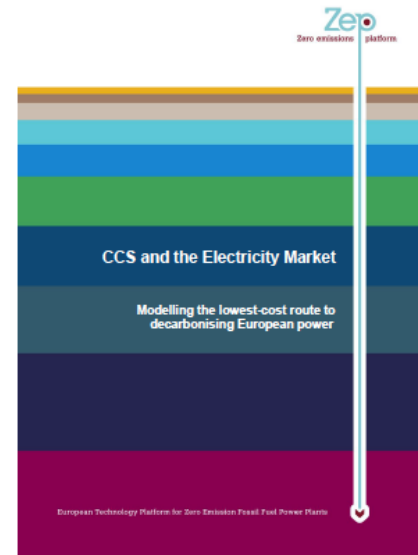 Zep
Zero emissions platform
CCS and the Electricity Market
Modelling the lowest-cost route to
decarbonising European power
European Technology Platform for Zero Emission Fossil Fuel Power Plants